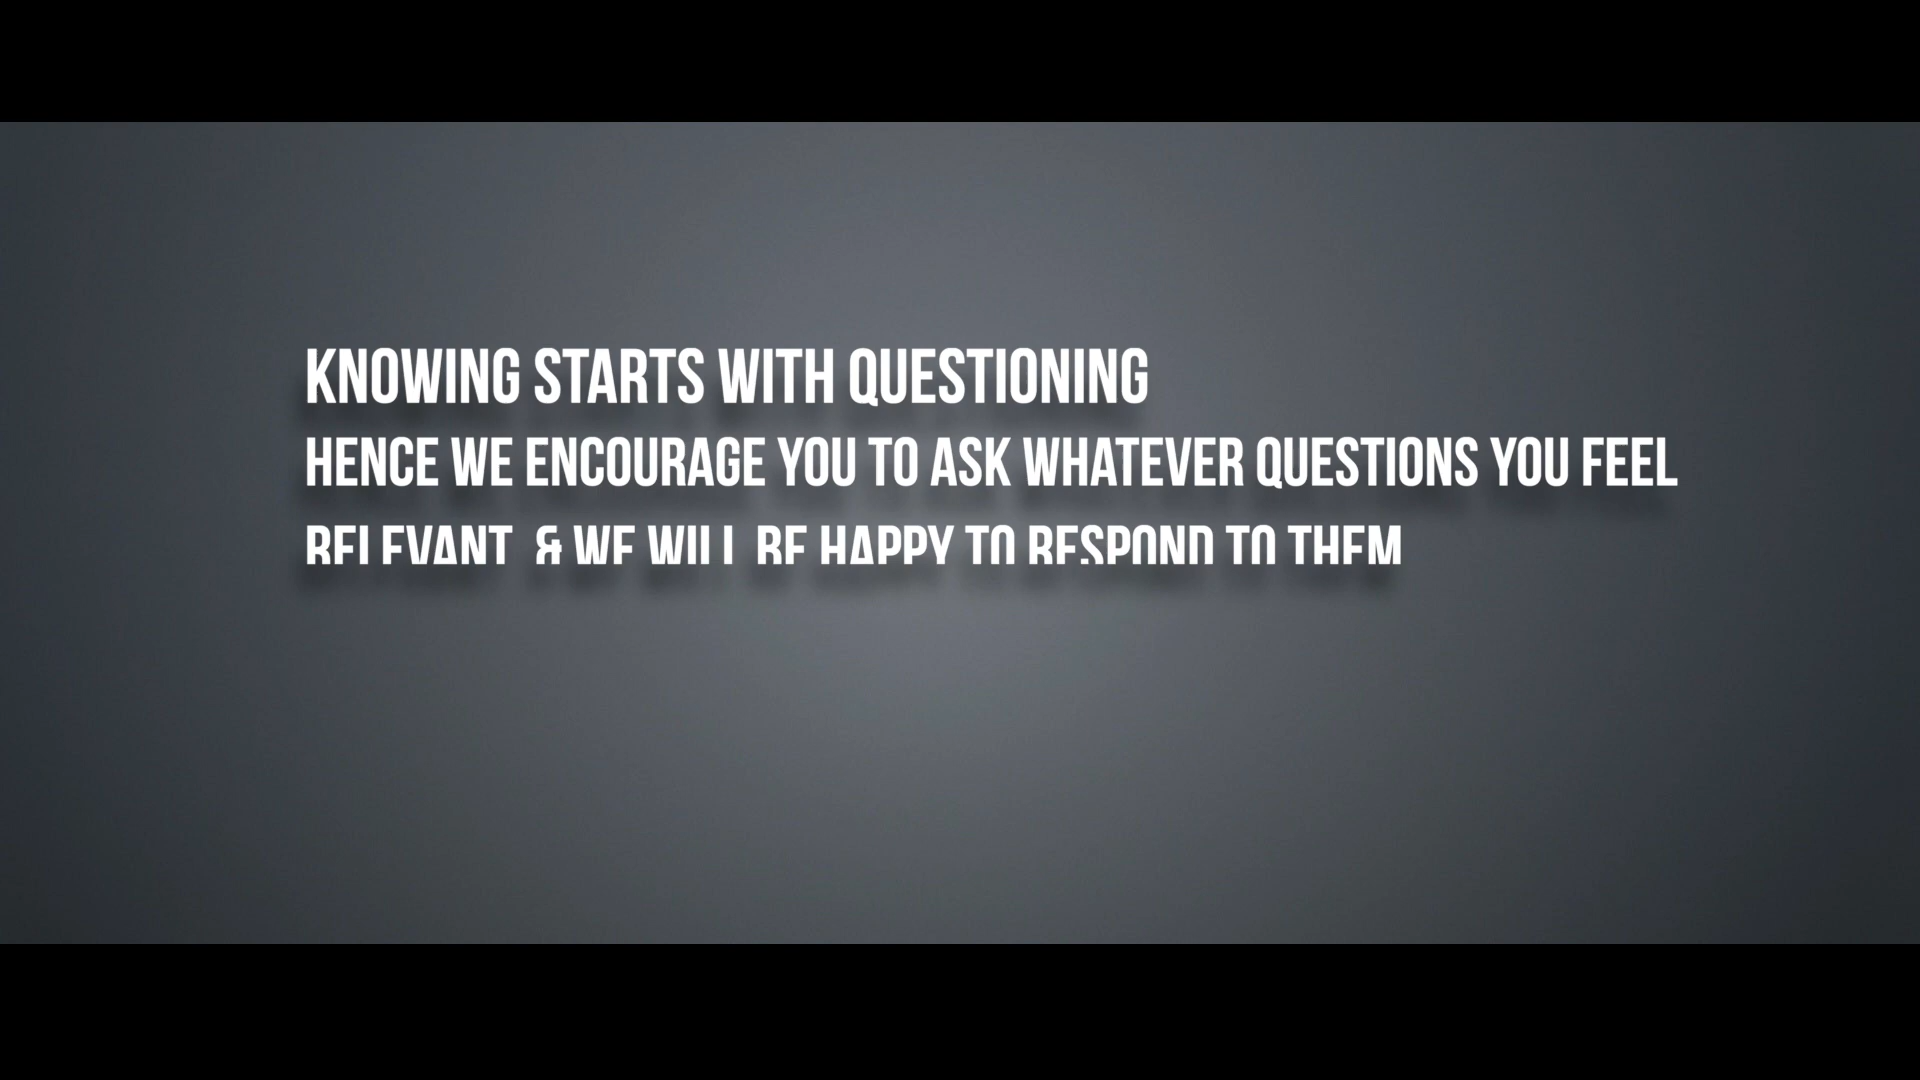 KNOWING STARTS WITH QUESTIONING
HENCE WE ENCOURAGE YOU TO ASK WHATEVER QUESTIONS YOU FEEL
RELEVANT & WE WILL BE HAPPY TO RESPOND TO THEM